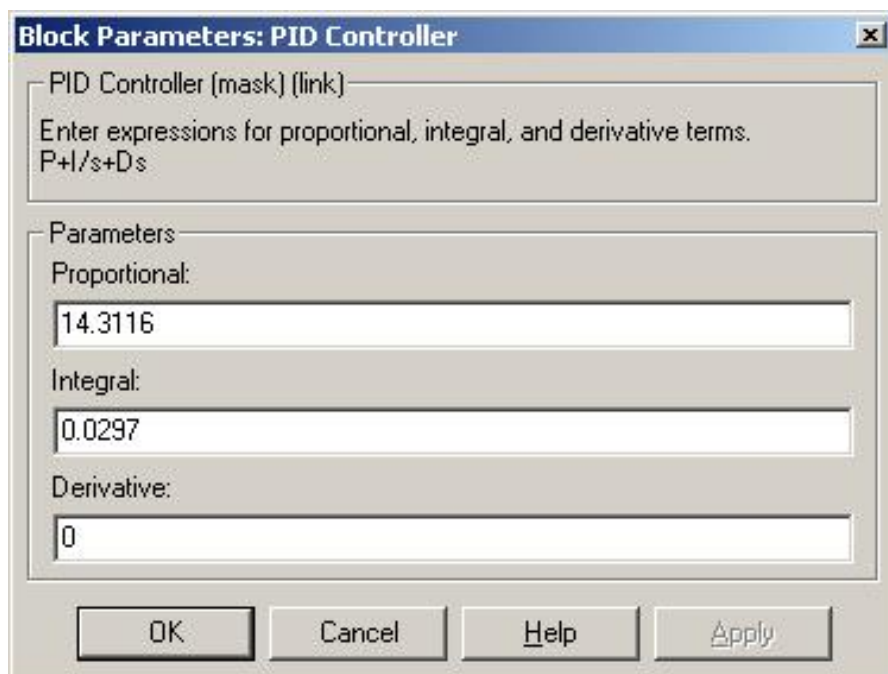 Block Parameters: PID Controller
PID Controller (mask) (link)
Enter expressions for proportional, integral, and derivative terms.
P+I/s+Ds
Parameters
Proportional:
14.3116
Integral:
0.0297
Derivative:
0
OK Cancel Help Apply